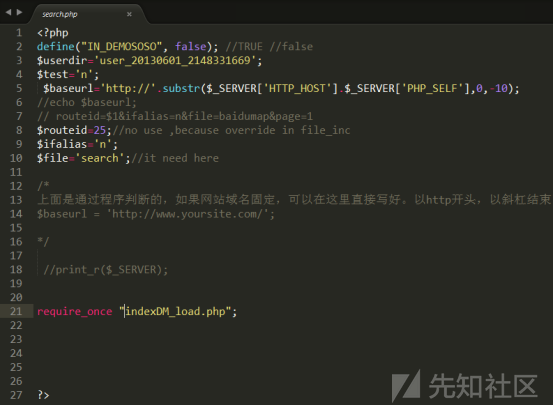 search.php
1 <?php
2 define("IN_DEMOSOSO", false); //TRUE //false
3 $userdir='user_20130601_2148331669';
4 $test='n';
5 $baseurl='http://'.substr($_SERVER['HTTP_HOST'].$_SERVER['PHP_SELF'],0,-10);
6 //echo $baseurl;
7 // routeid=$1&ifalias=n&file=baidumap&page=1
8 $routeid=25;//no use ,because override in file_inc
9 $ifalias='n';
10 $file='search';//it need here
11
12 /*
13 上面是通过程序判断的，如果网站域名固定，可以在这里直接写好。以http开头，以斜杠结束
14 $baseurl = 'http://www.yoursite.com/';
15
16 */
17
18 //print_r($_SERVER);
19
20
21 require_once "indexDM_load.php";
22
23
24
25
26
27 ?>
先知社区